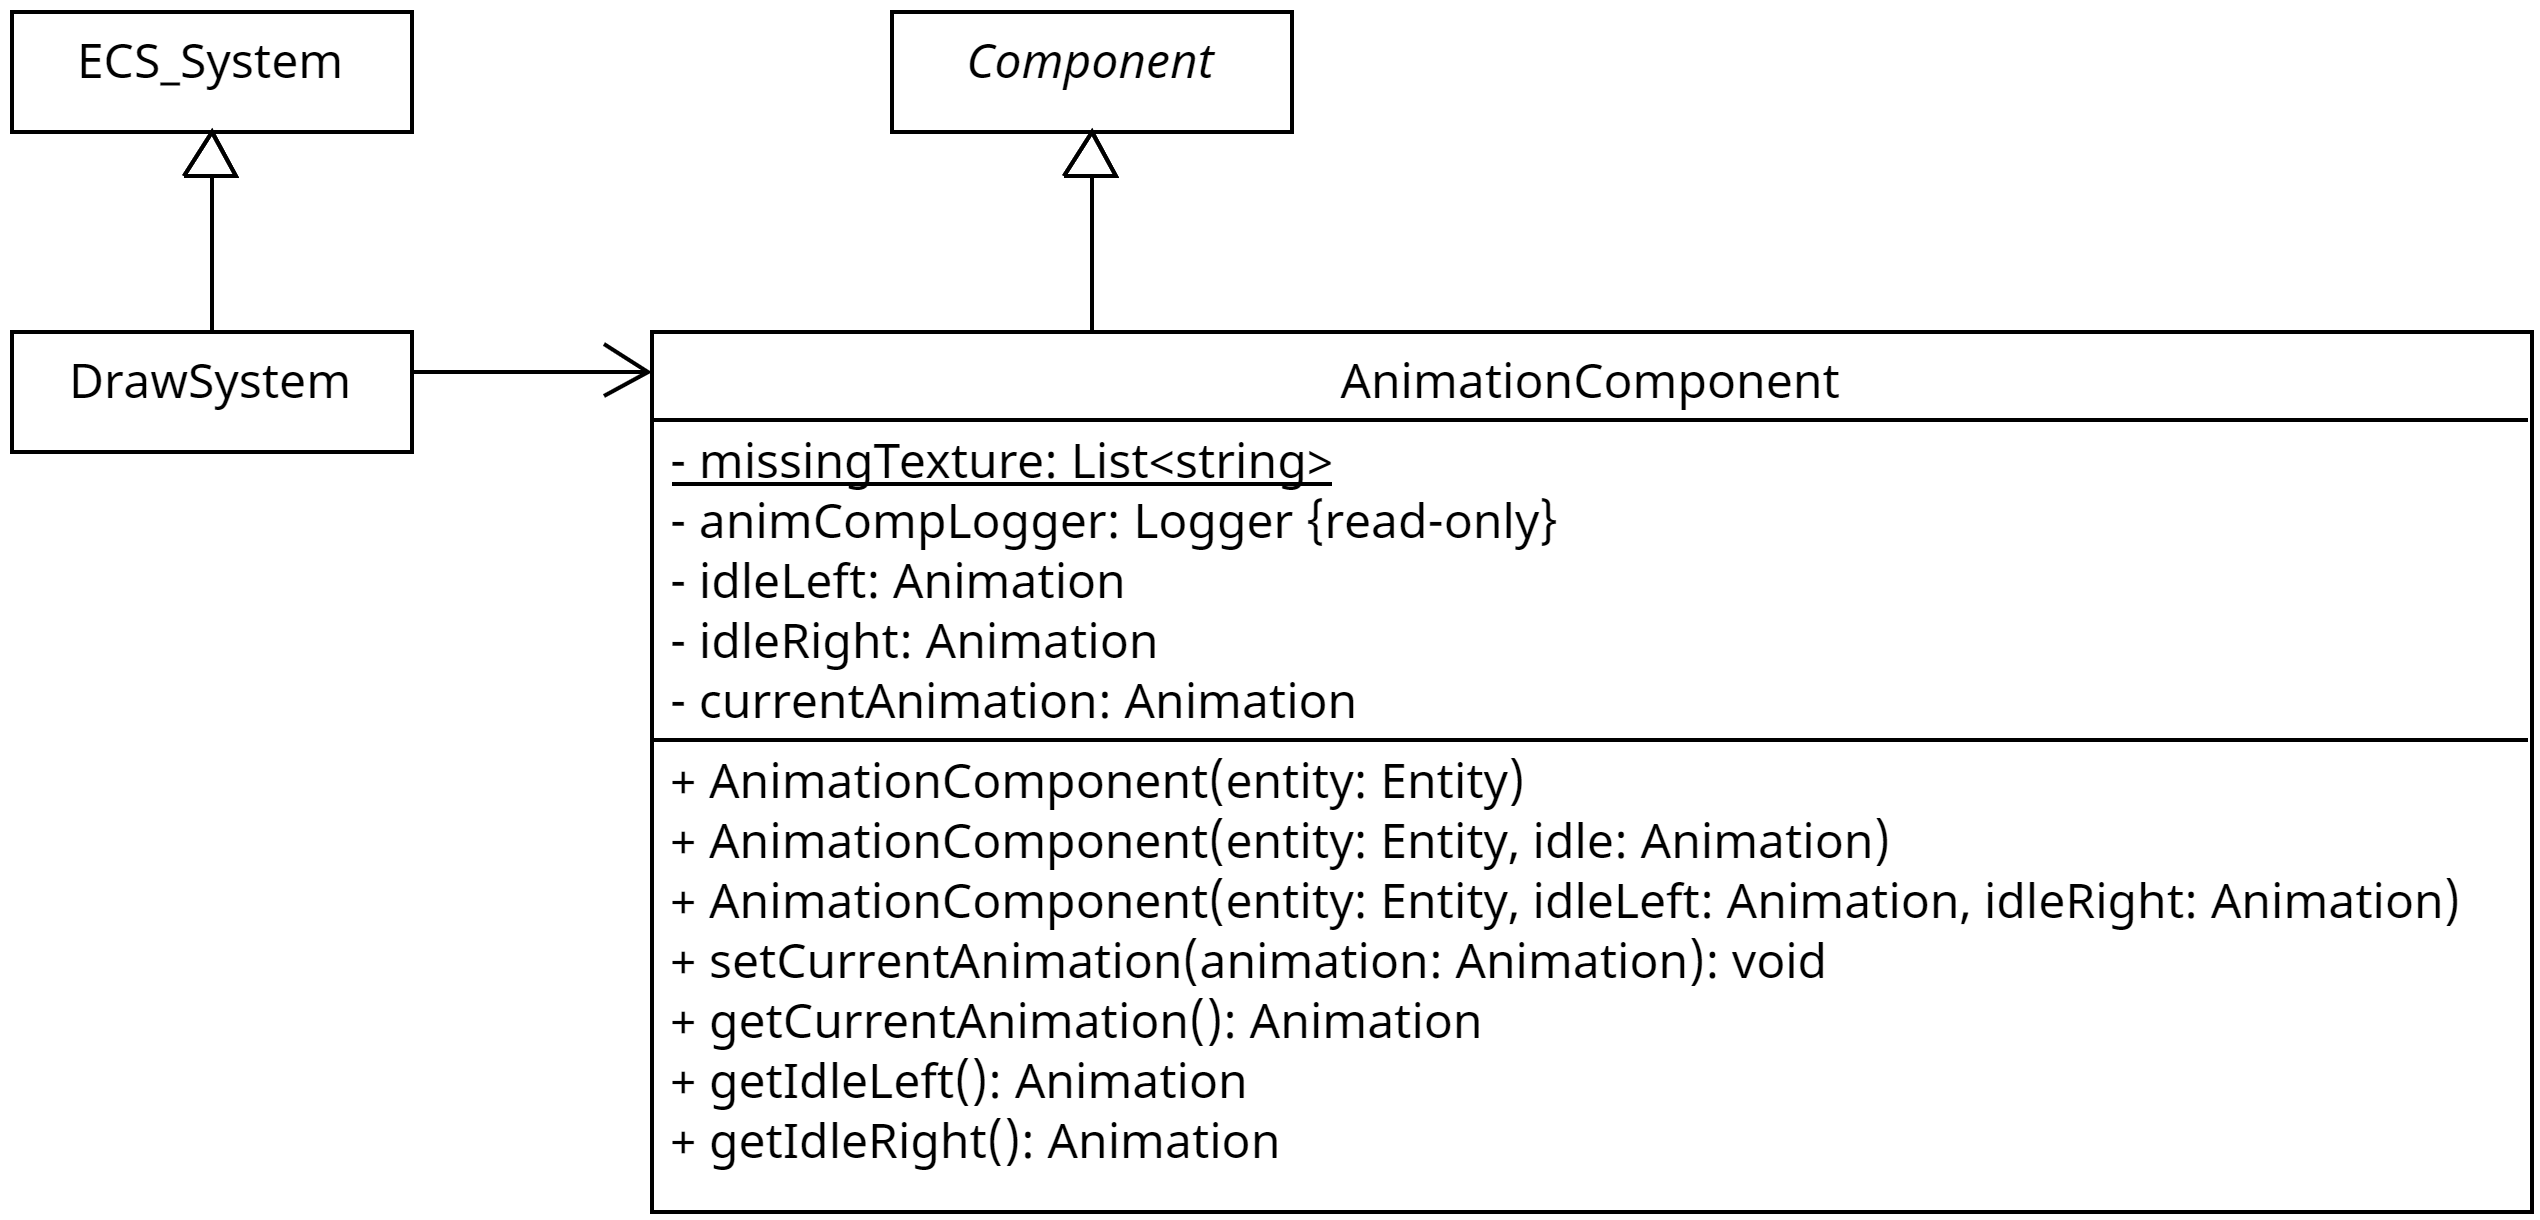 ECS_System
Component
DrawSystem
AnimationComponent
- missingTexture: List<string>
- animCompLogger: Logger {read-only}
- idleLeft: Animation
- idleRight: Animation
- currentAnimation: Animation
+ AnimationComponent(entity: Entity)
+ AnimationComponent(entity: Entity, idle: Animation)
+ AnimationComponent(entity: Entity, idleLeft: Animation, idleRight: Animation)
+ setCurrentAnimation(animation: Animation): void
+ getCurrentAnimation(): Animation
+ getIdleLeft(): Animation
+ getIdleRight(): Animation